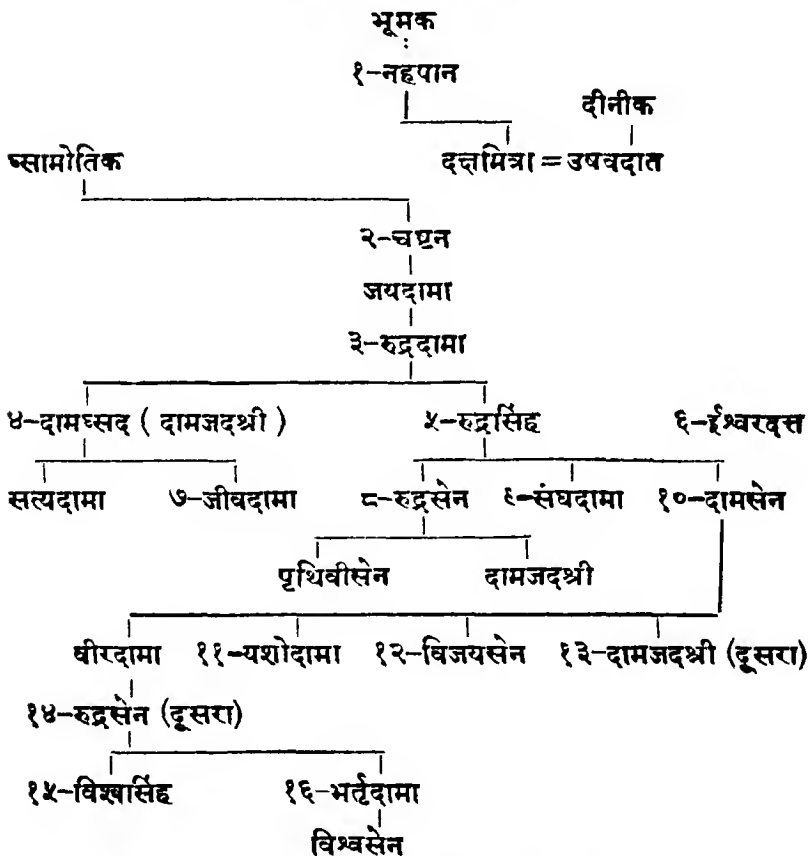 भूमक
:
१-नहपान
दीनीक
घ्सामोतिक दत्तमित्रा = उषवदात
२-चष्टन
जयदामा
३-रुद्रदामा
४-दामघ्सद ( दामजदश्री ) ५-रुद्रसिंह ६-ईश्वरदत्त
सत्यदामा ७-जीवदामा ८-रुद्रसेन ९-संघदामा १०-दामसेन
पृथिवीसेन दामजदश्री
वीरदामा ११-यशोदामा १२-विजयसेन १३-दामजदश्री (दूसरा)
१४-रुद्रसेन (दूसरा)
१५-विश्वसिंह १६-भर्तृदामा
विश्वसेन